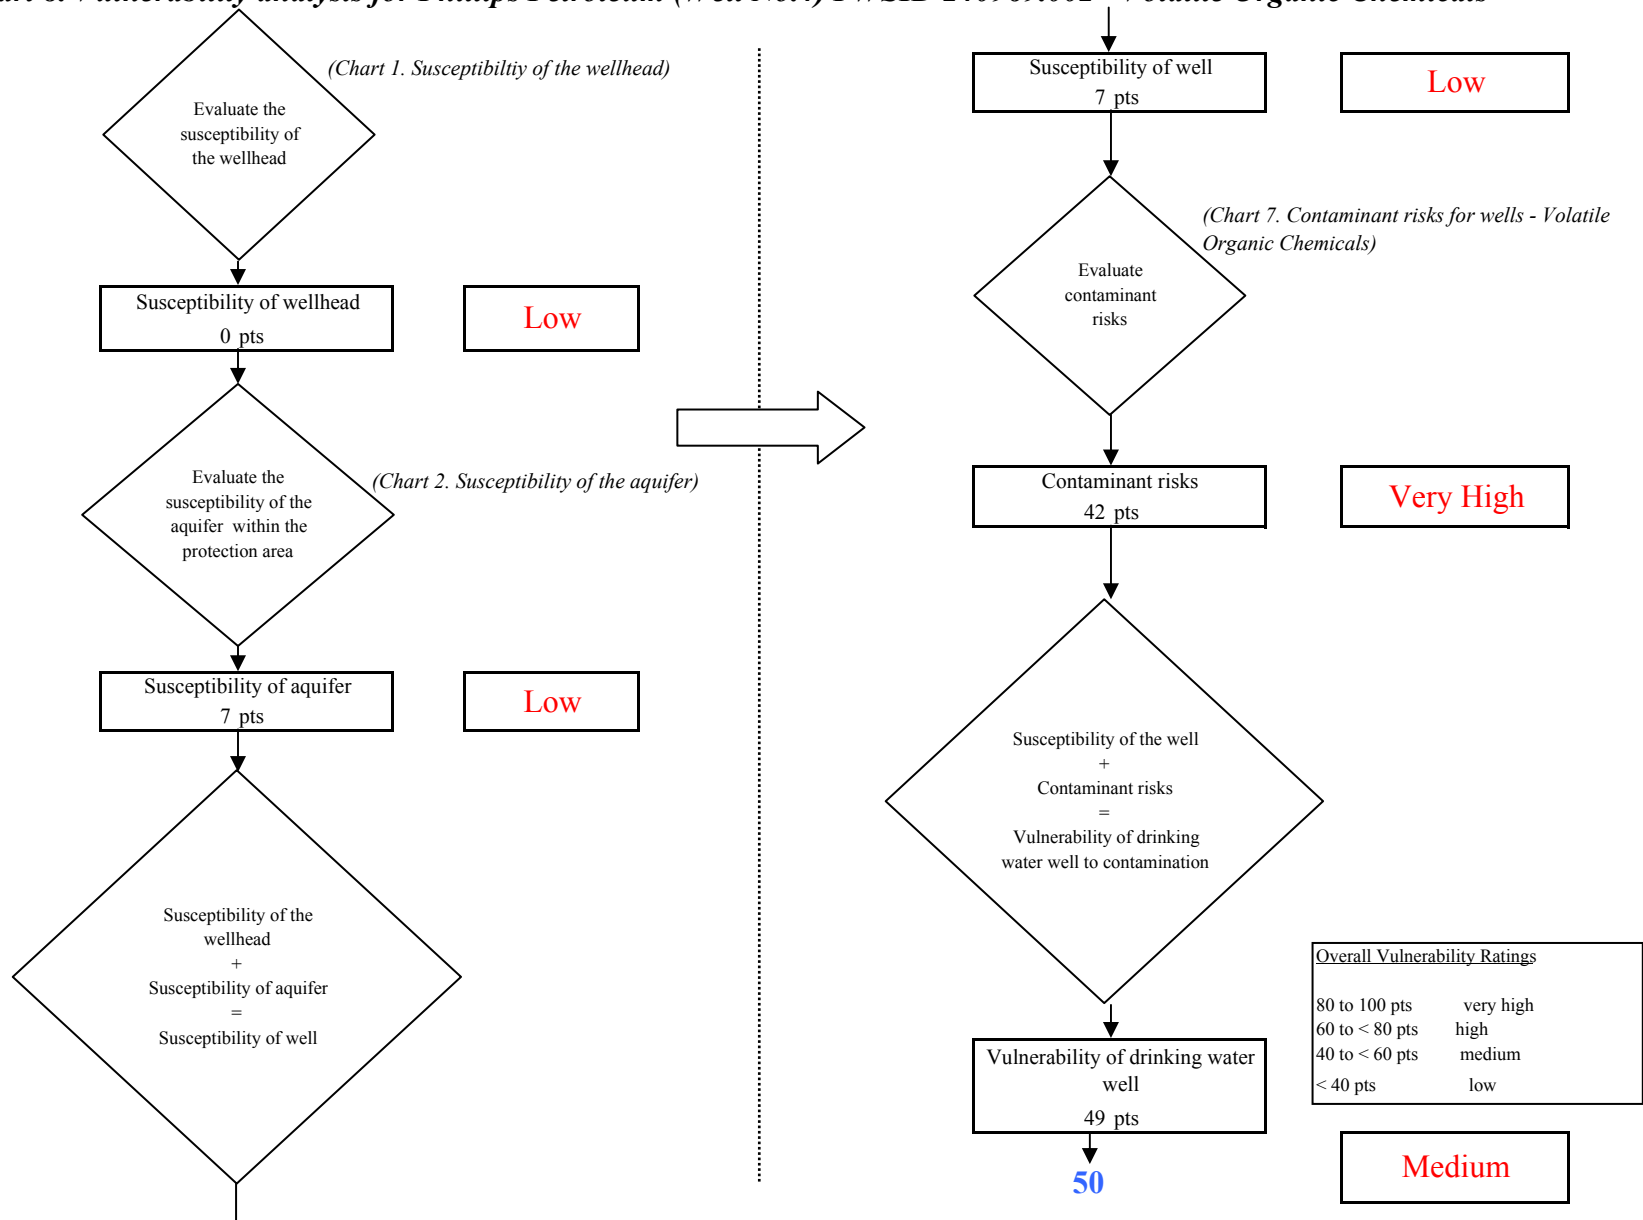 Evaluate the
susceptibility of
the wellhead
(Chart 1. Susceptibiltiy of the wellhead)
Susceptibility of wellhead
0 pts
Low
Evaluate the
susceptibility of the
aquifer within the
protection area
(Chart 2. Susceptibility of the aquifer)
Susceptibility of aquifer
7 pts
Low
Susceptibility of the
wellhead
+
Susceptibility of aquifer
=
Susceptibility of well
Susceptibility of well
7 pts
Low
(Chart 7. Contaminant risks for wells - Volatile
Organic Chemicals)
Evaluate
contaminant
risks
Contaminant risks
42 pts
Very High
Susceptibility of the well
+
Contaminant risks
=
Vulnerability of drinking
water well to contamination
Overall Vulnerability Ratings
80 to 100 pts very high
60 to < 80 pts high
40 to < 60 pts medium
< 40 pts low
Vulnerability of drinking water
well
49 pts
50
Medium